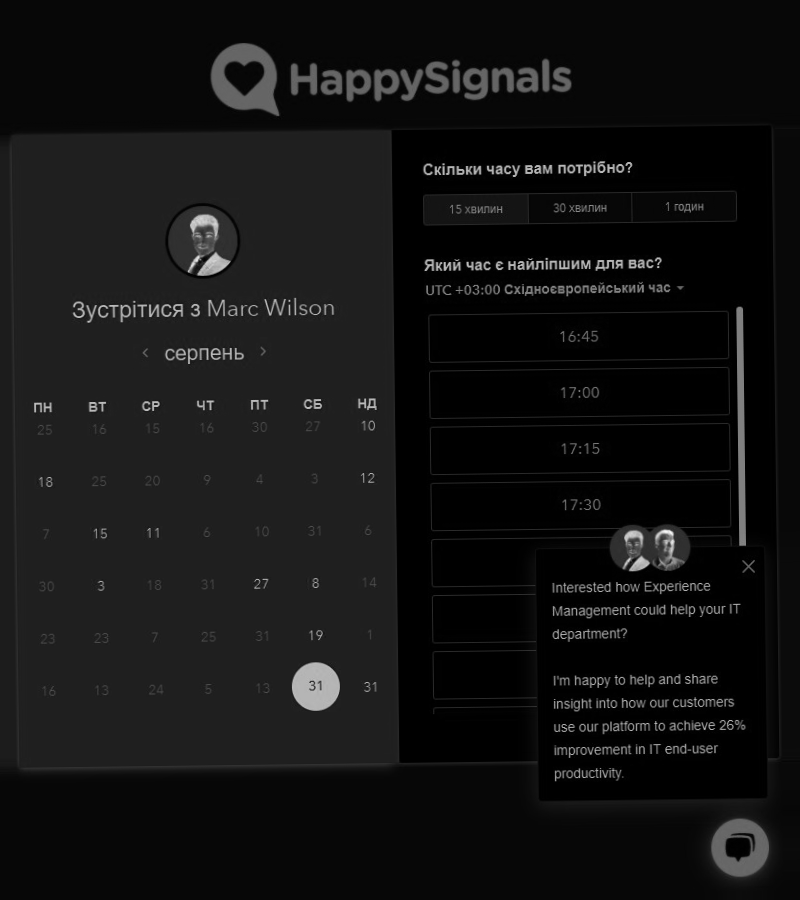 HappySignals
Зустрітися з Marc Wilson
серпень
ПН ВТ СР ЧТ ПТ СБ НД
25 16 15 16 30 27 10
18 25 20 9 4 3 12
7 15 11 6 10 31 6
30 3 18 31 27 8 14
23 23 7 25 31 19 1
16 13 24 5 13 31 31
Скільки часу вам потрібно?
15 хвилин 30 хвилин 1 годин
Який час є найліпшим для вас?
UTC +03:00 Східноєвропейський час
16:45
17:00
17:15
17:30
Interested how Experience
Management could help your IT
department?
I'm happy to help and share
insight into how our customers
use our platform to achieve 26%
improvement in IT end-user
productivity.